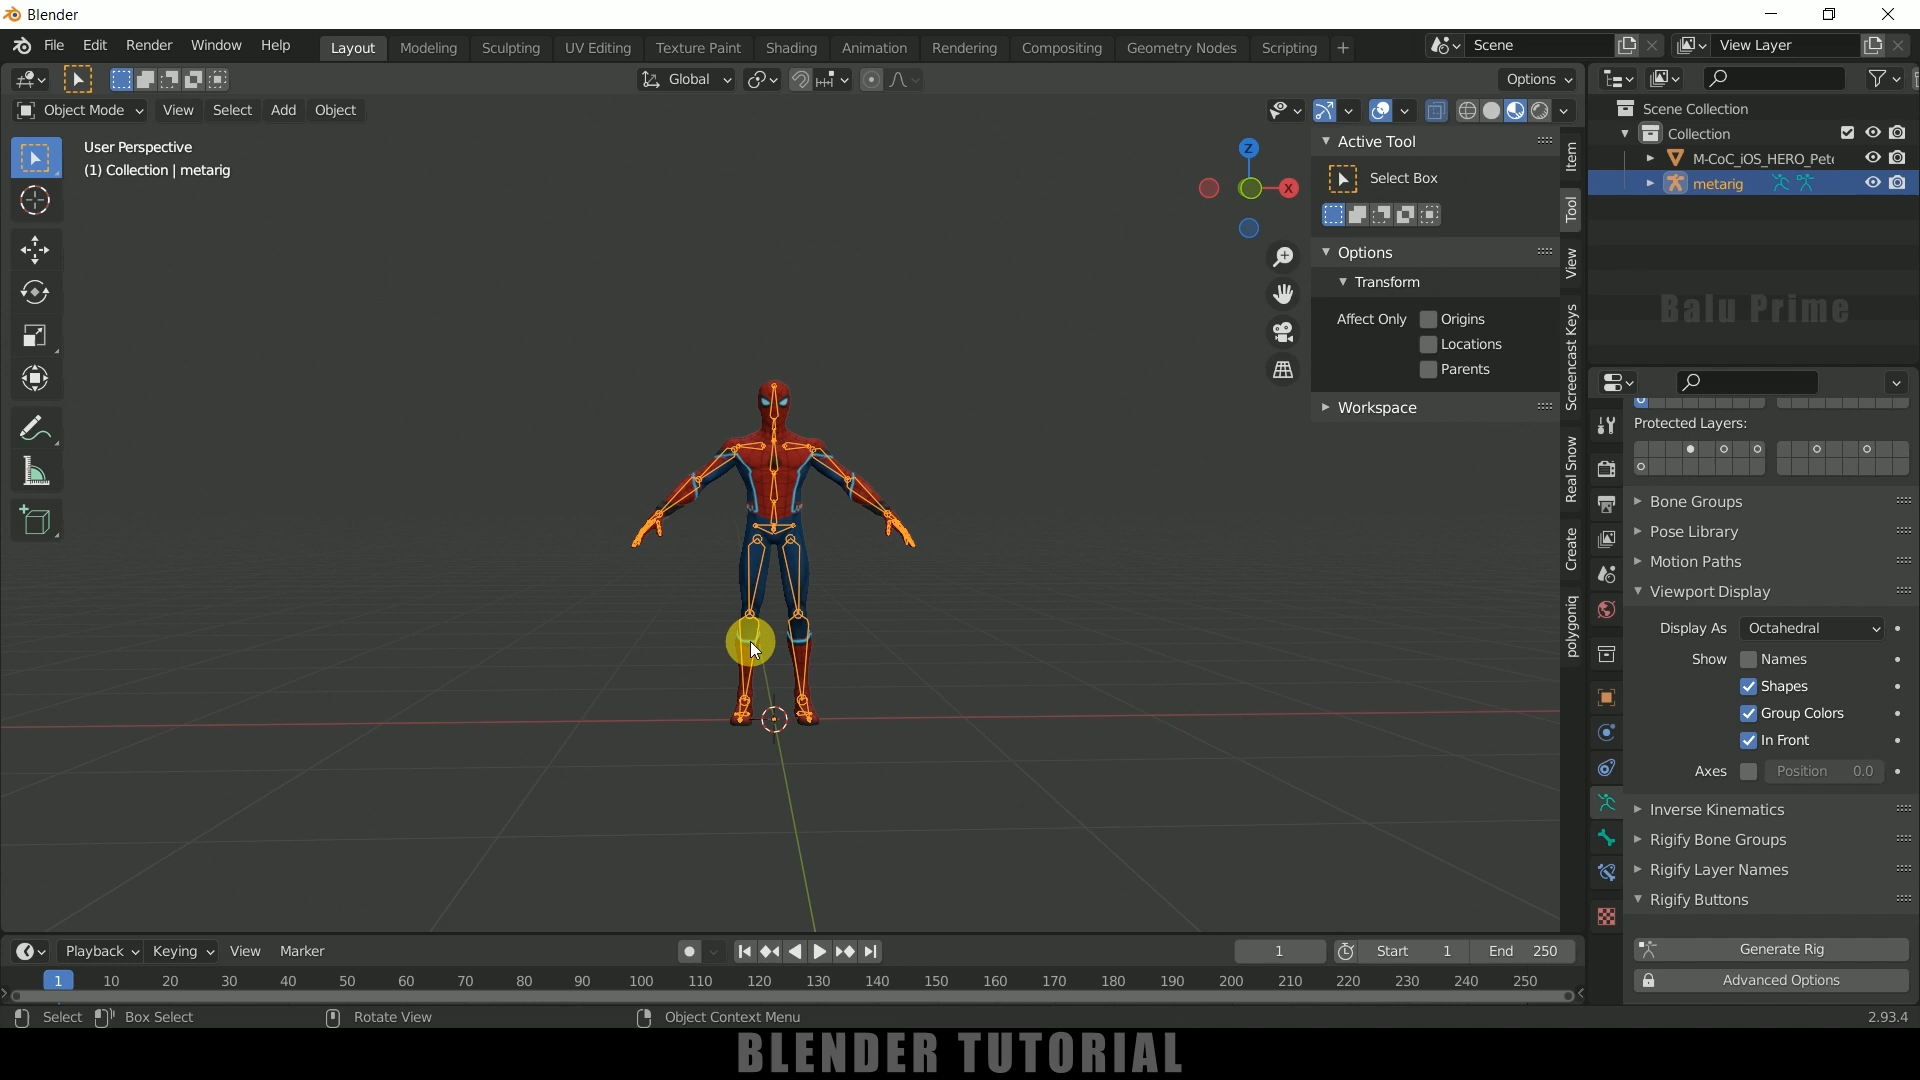 Blender
File Edit Render Window Help Layout Modeling Sculpting UV Editing Texture Paint Shading Animation Rendering Compositing Geometry Nodes Scripting + Scene View Layer
Global Options
Object Mode View Select Add Object
Scene Collection
Collection
M-CoC_iOS_HERO_Pete
metarig
User Perspective
(1) Collection | metarig
Z
X
Active Tool
Select Box
Options
Transform
Affect Only Origins
Locations
Parents
Workspace
Item
Tool
View
Screencast Keys
Real Snow
Create
polygoniq
Balu Prime
Protected Layers:
Bone Groups
Pose Library
Motion Paths
Viewport Display
Display As Octahedral
Show Names
Shapes
Group Colors
In Front
Axes Position 0.0
Inverse Kinematics
Rigify Bone Groups
Rigify Layer Names
Rigify Buttons
Generate Rig
Advanced Options
Playback Keying View Marker 1 Start 1 End 250
1 10 20 30 40 50 60 70 80 90 100 110 120 130 140 150 160 170 180 190 200 210 220 230 240 250
Select Box Select Rotate View Object Context Menu 2.93.4
BLENDER TUTORIAL